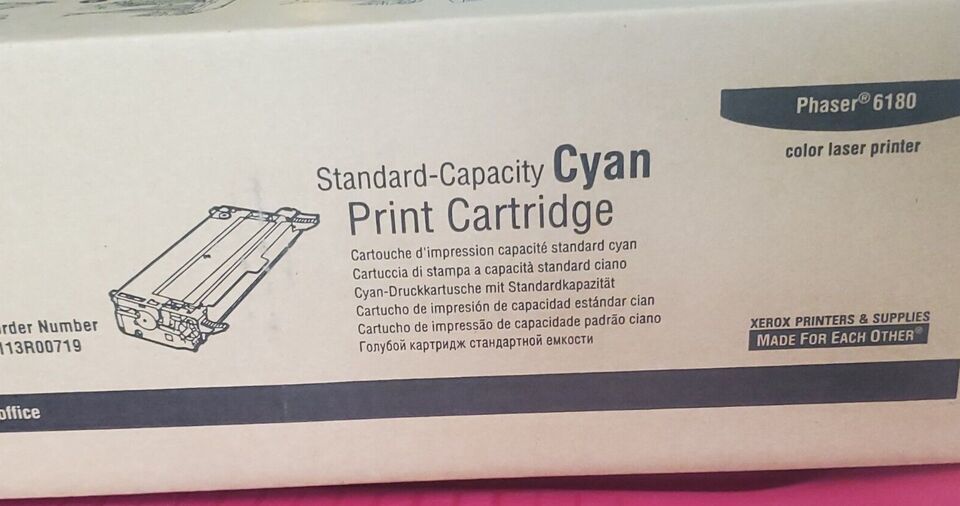 Phaser® 6180
color laser printer
Standard-Capacity Cyan
Print Cartridge
Cartouche d'impression capacité standard cyan
Cartuccia di stampa a capacità standard ciano
Cyan-Druckkartusche mit Standardkapazität
Cartucho de impresión de capacidad estándar cian
Cartucho de impressão de capacidade padrão ciano
Голубой картридж стандартной емкости
rder Number
113R00719
XEROX PRINTERS & SUPPLIES
MADE FOR EACH OTHER®
office